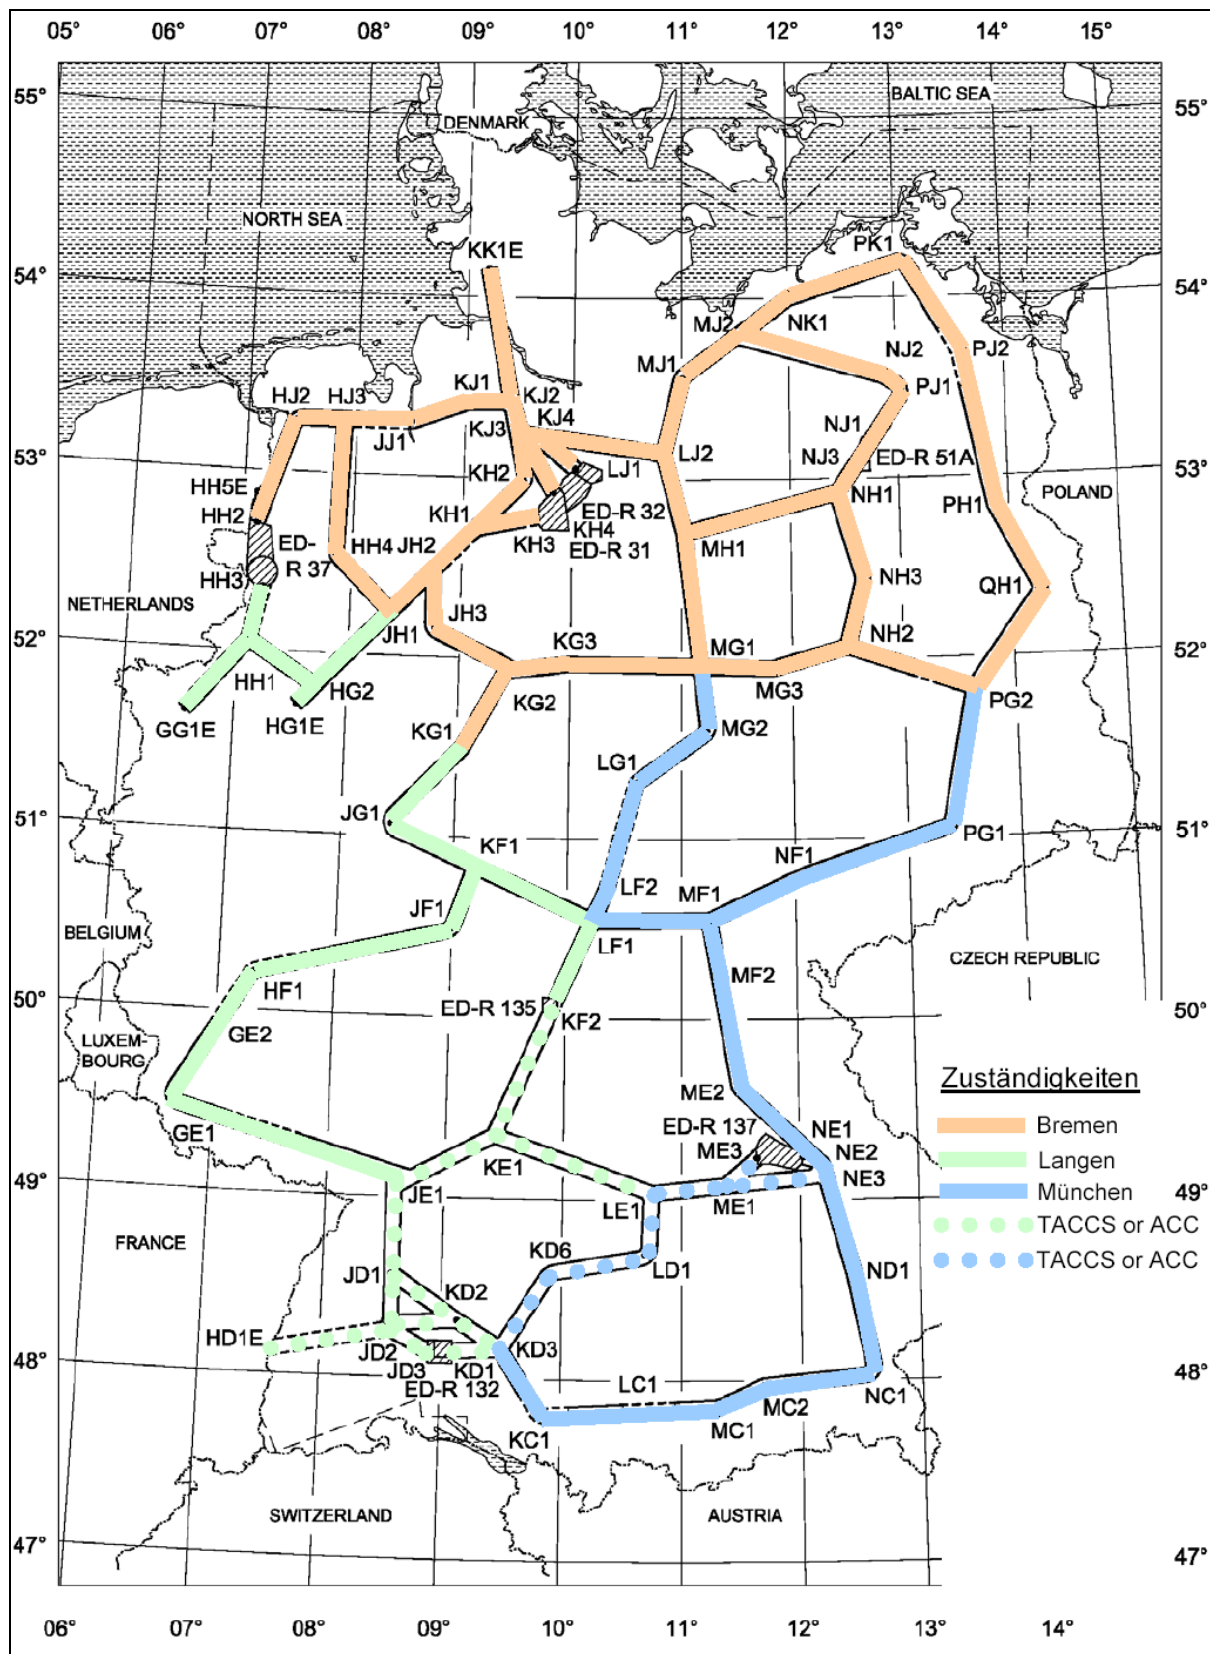 05° 06° 07° 08° 09° 10° 11° 12° 13° 14° 15°
55° BALTIC SEA 55°
DENMARK
NORTH SEA
PK1
KK1E
54° 54°
MJ2 NK1
NJ2 PJ2
MJ1
KJ1 PJ1
HJ2 HJ3 KJ2
KJ4
KJ3 NJ1
JJ1
53° LJ2 NJ3 ED-R 51A 53°
KH2 LJ1
HH5E NH1 POLAND
HH2 PH1
KH1 ED-R 32
KH4
ED- HH4 JH2 KH3 ED-R 31 MH1
R 37
HH3 NH3 QH1
NETHERLANDS
JH3
52° JH1 KG3 MG1 NH2 52°
HH1 HG2
MG3 PG2
GG1E HG1E KG2
KG1 MG2
LG1
51° JG1 51°
KF1 PG1
NF1
LF2 MF1
JF1
BELGIUM
LF1
CZECH REPUBLIC
MF2
HF1
50° ED-R 135 50°
KF2
LUXEM-
BOURG
GE2
Zuständigkeiten
ME2
ED-R 137 NE1 Bremen
GE1 ME3 NE2
KE1 NE3 Langen
49° JE1 LE1 ME1 München 49°
TACCS or ACC
FRANCE KD6
JD1 LD1 ND1 TACCS or ACC
KD2
HD1E
48° JD2 KD3 48°
JD3 KD1
ED-R 132 LC1 NC1
MC2
KC1 MC1
SWITZERLAND AUSTRIA
47° 47°
06° 07° 08° 09° 10° 11° 12° 13° 14°